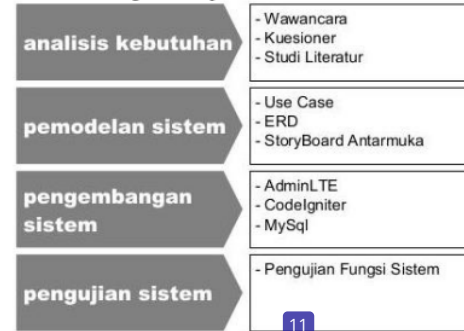 analisis kebutuhan
- Wawancara
- Kuesioner
- Studi Literatur
pemodelan sistem
- Use Case
- ERD
- StoryBoard Antarmuka
pengembangan
sistem
- AdminLTE
- CodeIgniter
- MySql
pengujian sistem
- Pengujian Fungsi Sistem
11